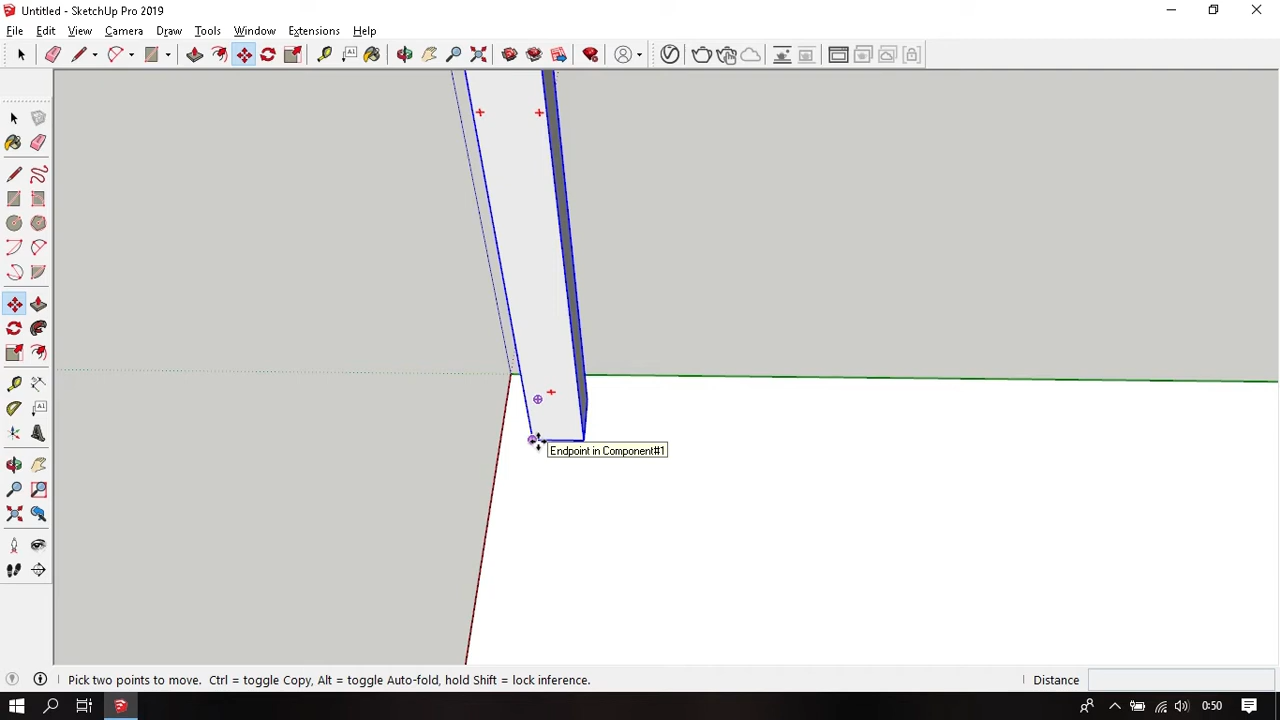 Untitled - SketchUp Pro 2019
File Edit View Camera Draw Tools Window Extensions Help
Endpoint in Component#1
Pick two points to move. Ctrl = toggle Copy, Alt = toggle Auto-fold, hold Shift = lock inference.
Distance
0:50